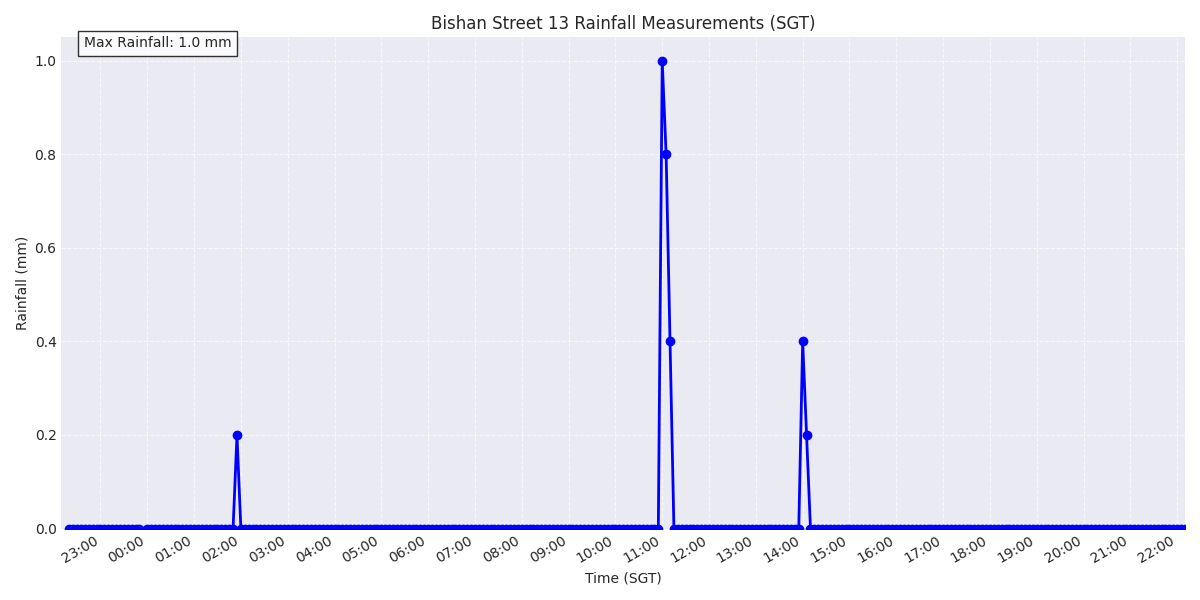 Bishan Street 13 Rainfall Measurements (SGT)
Max Rainfall: 1.0 mm
1.0
0.8
0.6
0.4
0.2
0.0
Rainfall (mm)
23:00 00:00 01:00 02:00 03:00 04:00 05:00 06:00 07:00 08:00 09:00 10:00 11:00 12:00 13:00 14:00 15:00 16:00 17:00 18:00 19:00 20:00 21:00 22:00
Time (SGT)